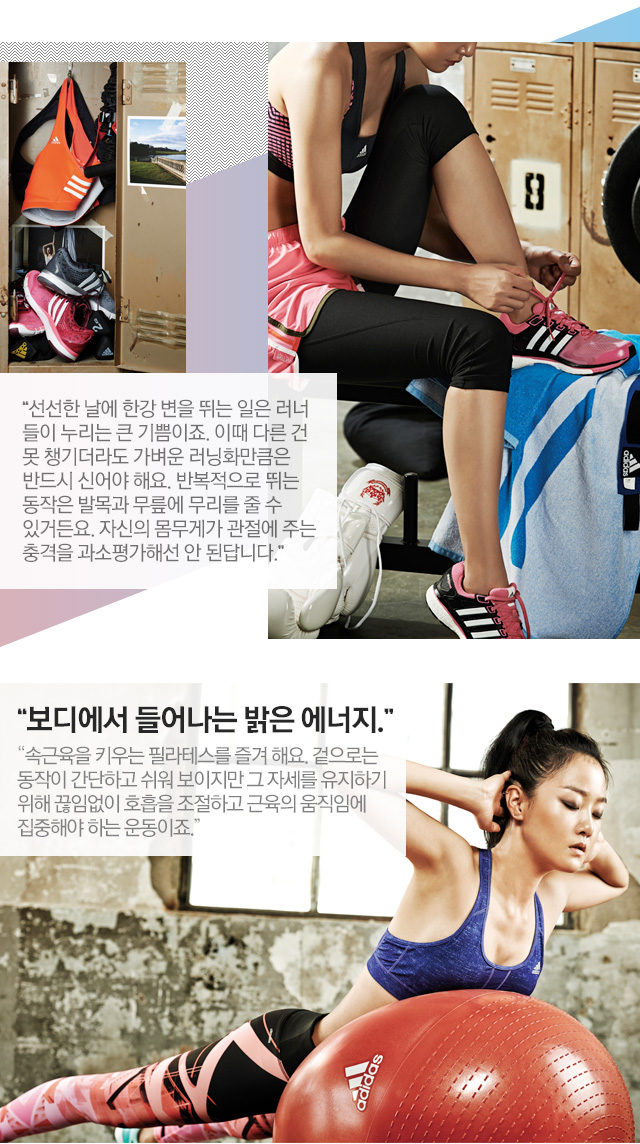 “선선한 날에 한강 변을 뛰는 일은 러너
들이 누리는 큰 기쁨이죠. 이때 다른 건
못 챙기더라도 가벼운 러닝화만큼은
반드시 신어야 해요. 반복적으로 뛰는
동작은 발목과 무릎에 무리를 줄 수
있거든요. 자신의 몸무게가 관절에 주는
충격을 과소평가해선 안 된답니다.”
8
adidas
“보디에서 들어나는 밝은 에너지.”
“속근육을 키우는 필라테스를 즐겨 해요. 겉으로는
동작이 간단하고 쉬워 보이지만 그 자세를 유지하기
위해 끊임없이 호흡을 조절하고 근육의 움직임에
집중해야 하는 운동이죠.”
adidas